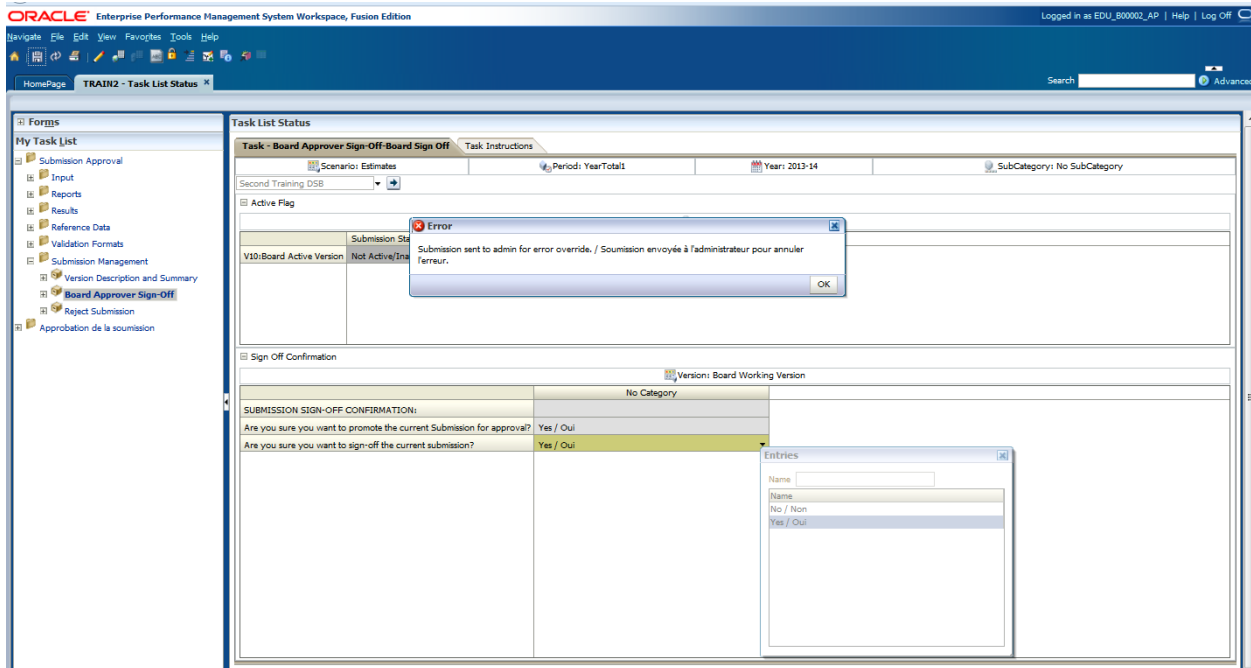 ORACLE Enterprise Performance Management System Workspace, Fusion Edition
Logged in as EDU_B00002_AP | Help | Log Off
Navigate File Edit View Favorites Tools Help
HomePage TRAIN2 - Task List Status
Search Advanced
Forms
My Task List
Submission Approval
Input
Reports
Results
Reference Data
Validation Formats
Submission Management
Version Description and Summary
Board Approver Sign-Off
Reject Submission
Approbation de la soumission
Task List Status
Task - Board Approver Sign-Off-Board Sign Off Task Instructions
Scenario: Estimates Period: YearTotal1 Year: 2013-14 SubCategory: No SubCategory
Second Training DSB
Active Flag
Submission Sta
V10:Board Active Version Not Active/Ina
Error
Submission sent to admin for error override. / Soumission envoyée à l'administrateur pour annuler
l'erreur.
OK
Sign Off Confirmation
Version: Board Working Version
No Category
SUBMISSION SIGN-OFF CONFIRMATION:
Are you sure you want to promote the current Submission for approval? Yes / Oui
Are you sure you want to sign-off the current submission? Yes / Oui
Entries
Name
Name
No / Non
Yes / Oui